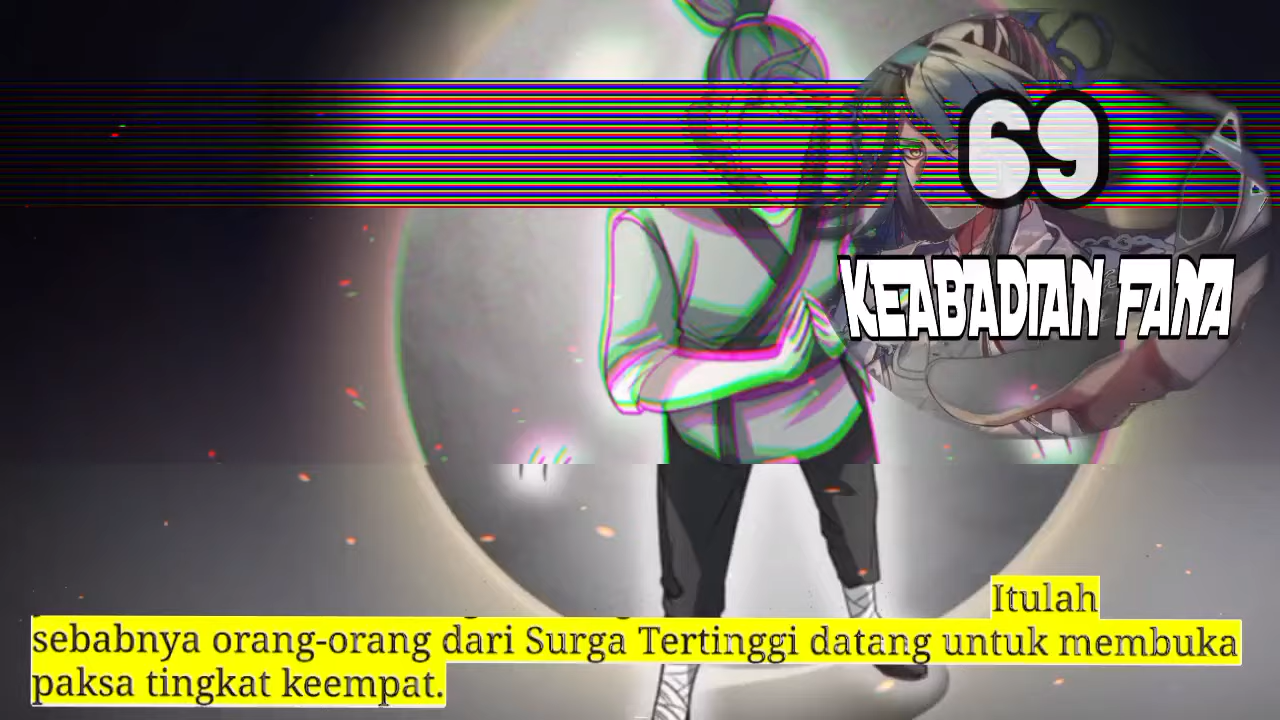 69
KEABADIAN FANA
Itulah
sebabnya orang-orang dari Surga Tertinggi datang untuk membuka
paksa tingkat keempat.